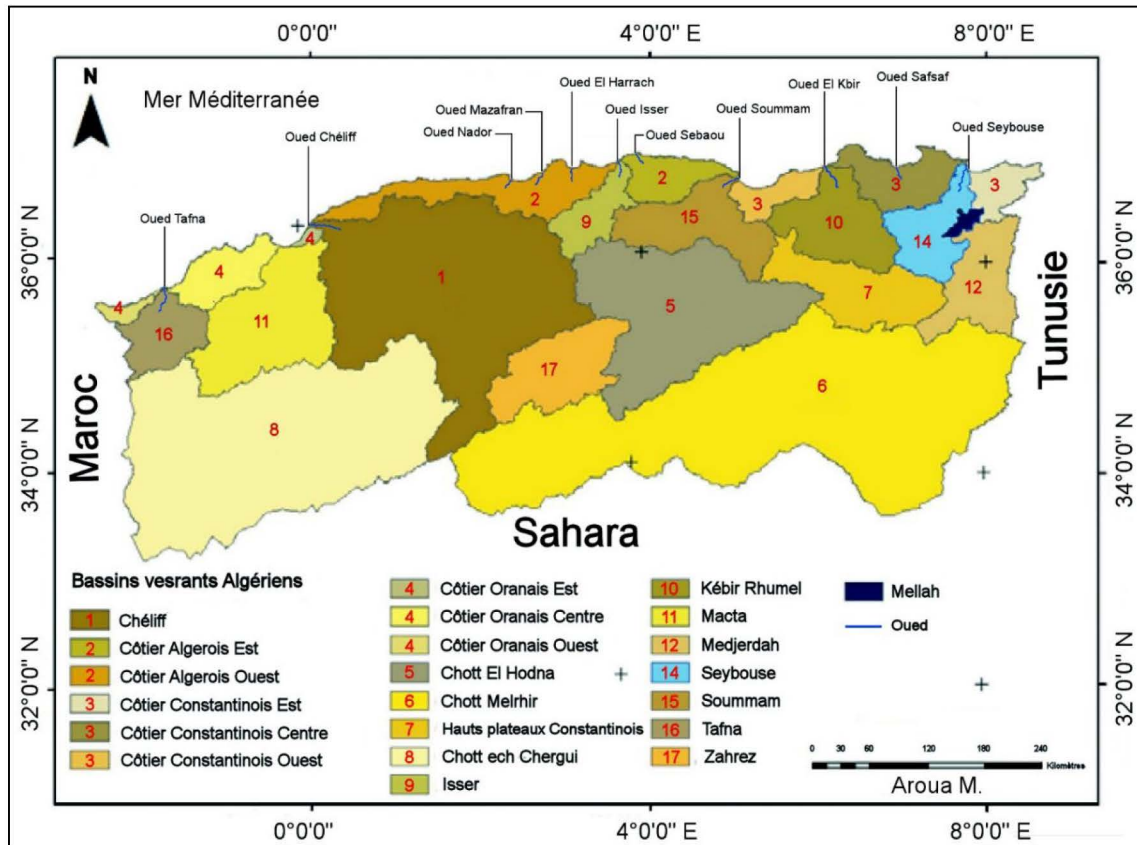 0°0'0" 4°0'0" E 8°0'0" E
N
Mer Méditerranée
Oued El Harrach
Oued El Kbir
Oued Safsaf
Oued Mazafran
Oued Isser
Oued Soummam
Oued Nador
Oued Sebaou
Oued Seybouse
Oued Chéliff
Oued Tafna
2
2
3
3
3
15
9
10
14
4
4
4
1
12
5
7
16
11
17
6
8
36°0'0" N
34°0'0" N
32°0'0" N
36°0'0" N
34°0'0" N
32°0'0" N
Maroc
Tunusie
Sahara
Bassins vesrants Algériens
1 Chéliff
2 Côtier Algerois Est
2 Côtier Algerois Ouest
3 Côtier Constantinois Est
3 Côtier Constantinois Centre
3 Côtier Constantinois Ouest
4 Côtier Oranais Est
4 Côtier Oranais Centre
4 Côtier Oranais Ouest
5 Chott El Hodna
6 Chott Melrhir
7 Hauts plateaux Constantinois
8 Chott ech Chergui
9 Isser
10 Kébir Rhumel
11 Macta
12 Medjerdah
14 Seybouse
15 Soummam
16 Tafna
17 Zahrez
Mellah
Oued
0 30 60 120 180 240
Kilomètres
Aroua M.
0°0'0" 4°0'0" E 8°0'0" E